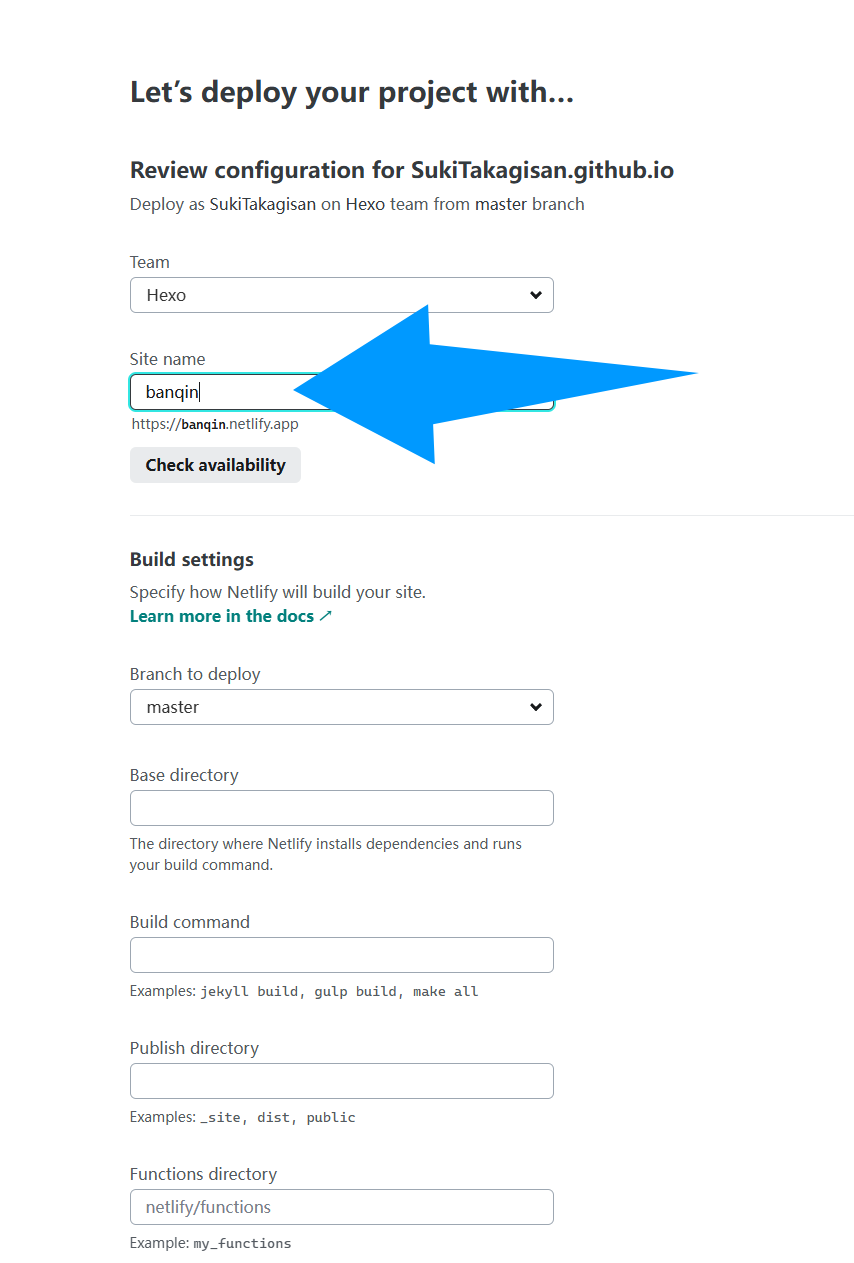 Let’s deploy your project with…
Review configuration for SukiTakagisan.github.io
Deploy as SukiTakagisan on Hexo team from master branch
Team
Hexo
Site name
banqin
https://banqin.netlify.app
Check availability
Build settings
Specify how Netlify will build your site.
Learn more in the docs ↗
Branch to deploy
master
Base directory
The directory where Netlify installs dependencies and runs
your build command.
Build command
Examples: jekyll build, gulp build, make all
Publish directory
Examples: _site, dist, public
Functions directory
netlify/functions
Example: my_functions